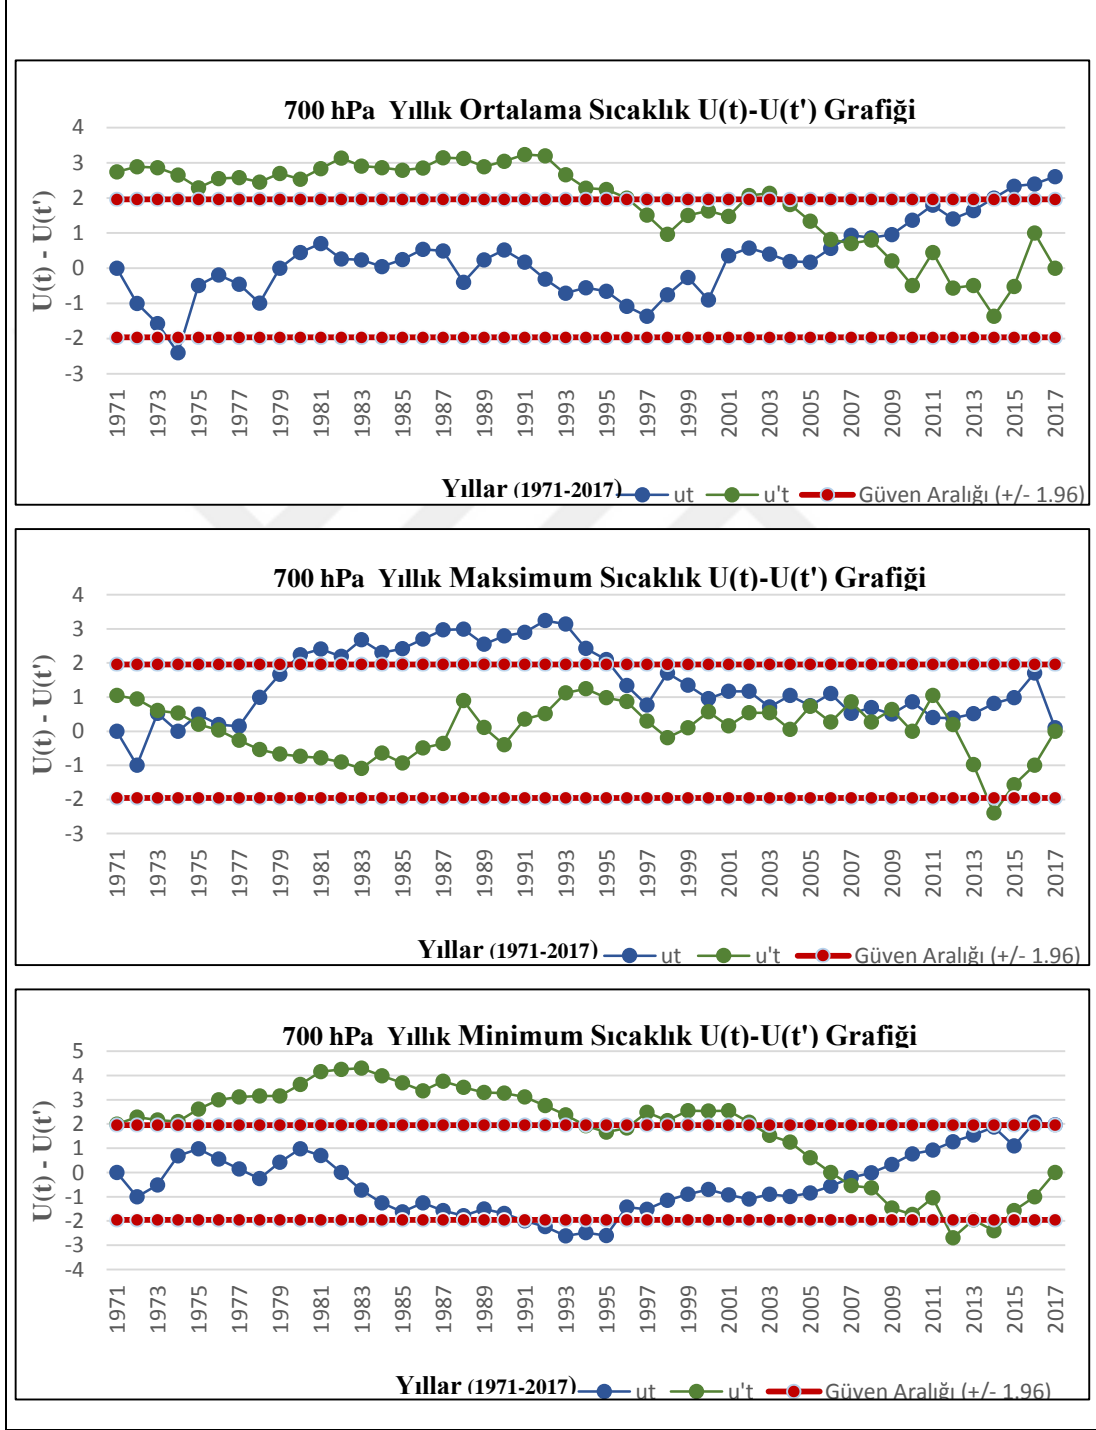 700 hPa Yıllık Ortalama Sıcaklık U(t)-U(t') Grafiği
U(t) - U(t')
4
3
2
1
0
-1
-2
-3
1971 1973 1975 1977 1979 1981 1983 1985 1987 1989 1991 1993 1995 1997 1999 2001 2003 2005 2007 2009 2011 2013 2015 2017
Yıllar (1971-2017) ut u't Güven Aralığı (+/- 1.96)
700 hPa Yıllık Maksimum Sıcaklık U(t)-U(t') Grafiği
U(t) - U(t')
4
3
2
1
0
-1
-2
-3
1971 1973 1975 1977 1979 1981 1983 1985 1987 1989 1991 1993 1995 1997 1999 2001 2003 2005 2007 2009 2011 2013 2015 2017
Yıllar (1971-2017) ut u't Güven Aralığı (+/- 1.96)
700 hPa Yıllık Minimum Sıcaklık U(t)-U(t') Grafiği
U(t) - U(t')
5
4
3
2
1
0
-1
-2
-3
-4
1971 1973 1975 1977 1979 1981 1983 1985 1987 1989 1991 1993 1995 1997 1999 2001 2003 2005 2007 2009 2011 2013 2015 2017
Yıllar (1971-2017) ut u't Güven Aralığı (+/- 1.96)